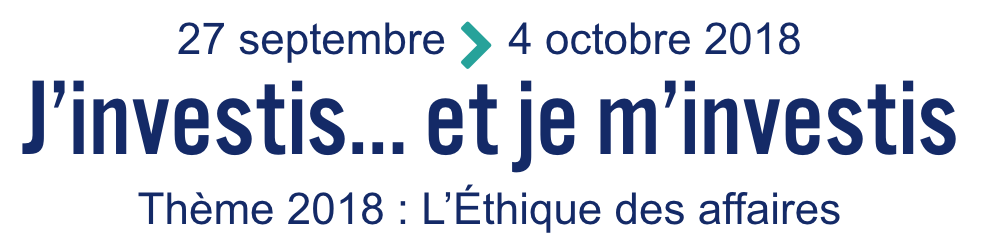 27 septembre > 4 octobre 2018
J’investis... et je m’investis
Thème 2018 : L’Éthique des affaires